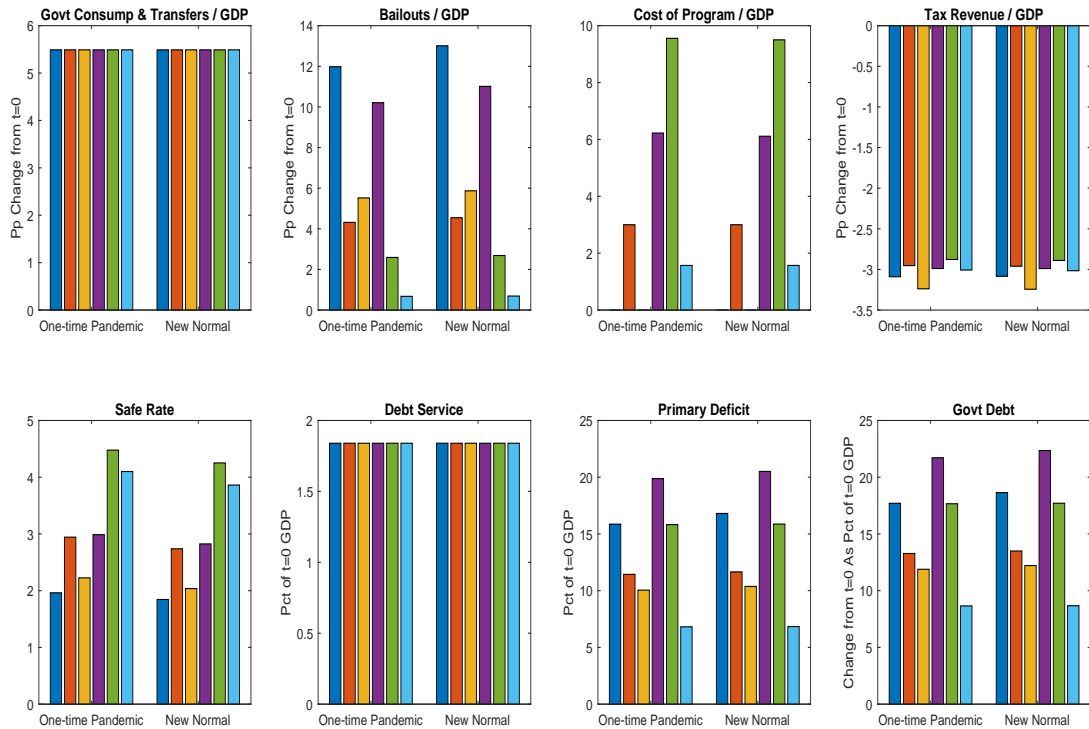 Govt Consump & Transfers / GDP
Pp Change from t=0
6
5
4
3
2
1
0
One-time Pandemic New Normal
Bailouts / GDP
Pp Change from t=0
14
12
10
8
6
4
2
0
One-time Pandemic New Normal
Cost of Program / GDP
10
8
6
4
2
0
One-time Pandemic New Normal
Tax Revenue / GDP
Pp Change from t=0
0
-0.5
-1
-1.5
-2
-2.5
-3
-3.5
One-time Pandemic New Normal
Safe Rate
5
4
3
2
1
0
One-time Pandemic New Normal
Debt Service
Pct of t=0 GDP
2
1.5
1
0.5
0
One-time Pandemic New Normal
Primary Deficit
Pct of t=0 GDP
25
20
15
10
5
0
One-time Pandemic New Normal
Govt Debt
Change from t=0 As Pct of t=0 GDP
25
20
15
10
5
0
One-time Pandemic New Normal